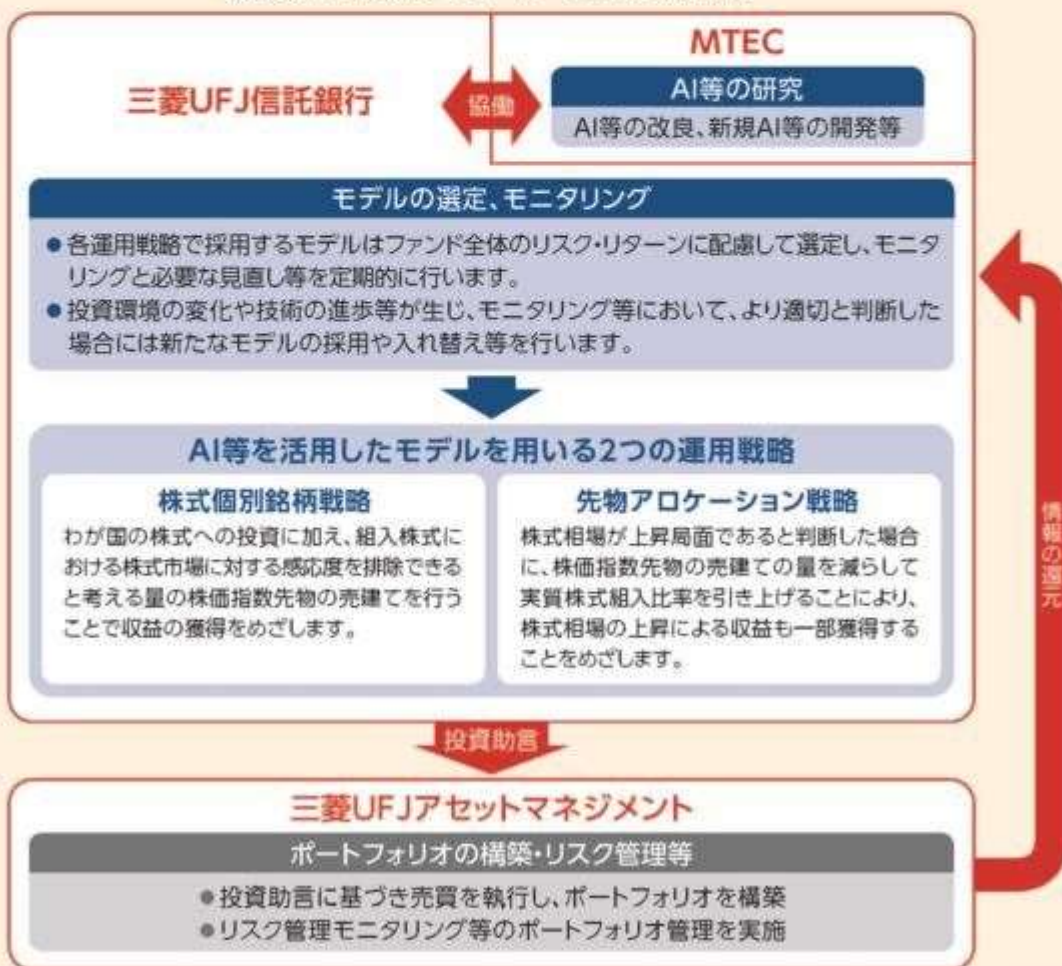 三菱UFJ信託銀行
協働
MTEC
AI等の研究
AI等の改良、新規AI等の開発等
モデルの選定、モニタリング
●各運用戦略で採用するモデルはファンド全体のリスク・リターンに配慮して選定し、モニタ
リングと必要な見直し等を定期的に行います。
●投資環境の変化や技術の進歩等が生じ、モニタリング等において、より適切と判断した
場合には新たなモデルの採用や入れ替え等を行います。
AI等を活用したモデルを用いる2つの運用戦略
株式個別銘柄戦略
わが国の株式への投資に加え、組入株式に
おける株式市場に対する感応度を排除できる
と考える量の株価指数先物の売建てを行う
ことで収益の獲得をめざします。
先物アロケーション戦略
株式相場が上昇局面であると判断した場合
に、株価指数先物の売建ての量を減らして
実質株式組入比率を引き上げることにより、
株式相場の上昇による収益も一部獲得する
ことをめざします。
情報の還元
投資助言
三菱UFJアセットマネジメント
ポートフォリオの構築・リスク管理等
●投資助言に基づき売買を執行し、ポートフォリオを構築
●リスク管理モニタリング等のポートフォリオ管理を実施